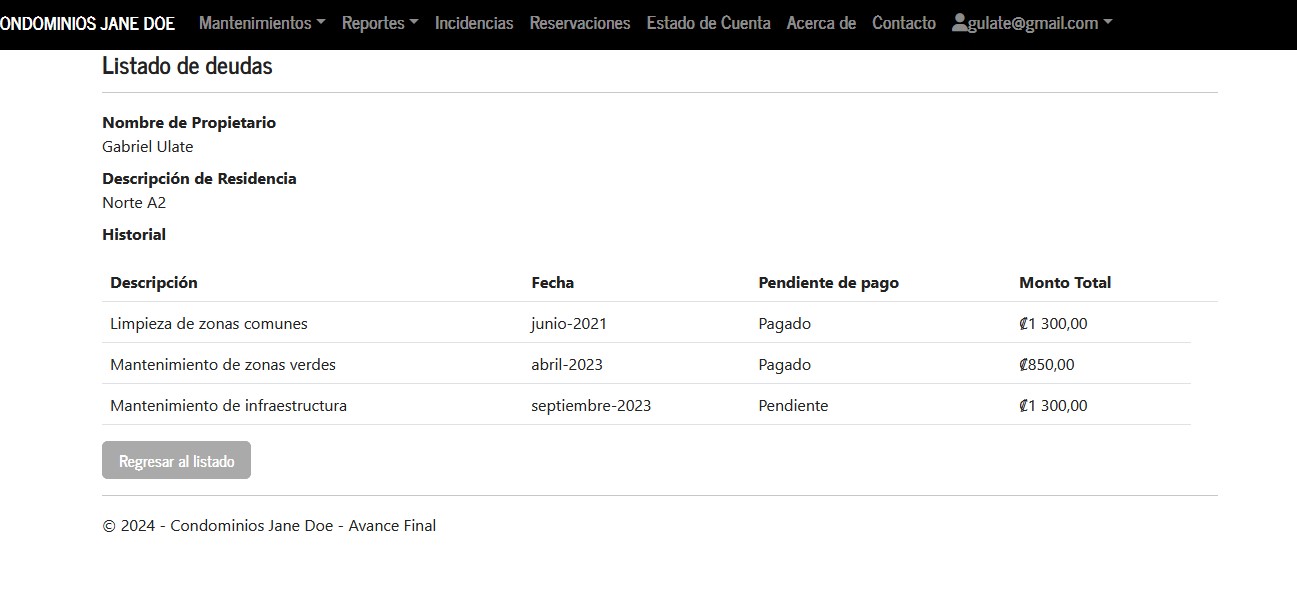 ONDOMINIOS JANE DOE Mantenimientos Reportes Incidencias Reservaciones Estado de Cuenta Acerca de Contacto gulate@gmail.com
Listado de deudas
Nombre de Propietario
Gabriel Ulate
Descripción de Residencia
Norte A2
Historial
Descripción Fecha Pendiente de pago Monto Total
Limpieza de zonas comunes junio-2021 Pagado ₡1 300,00
Mantenimiento de zonas verdes abril-2023 Pagado ₡850,00
Mantenimiento de infraestructura septiembre-2023 Pendiente ₡1 300,00
Regresar al listado
© 2024 - Condominios Jane Doe - Avance Final